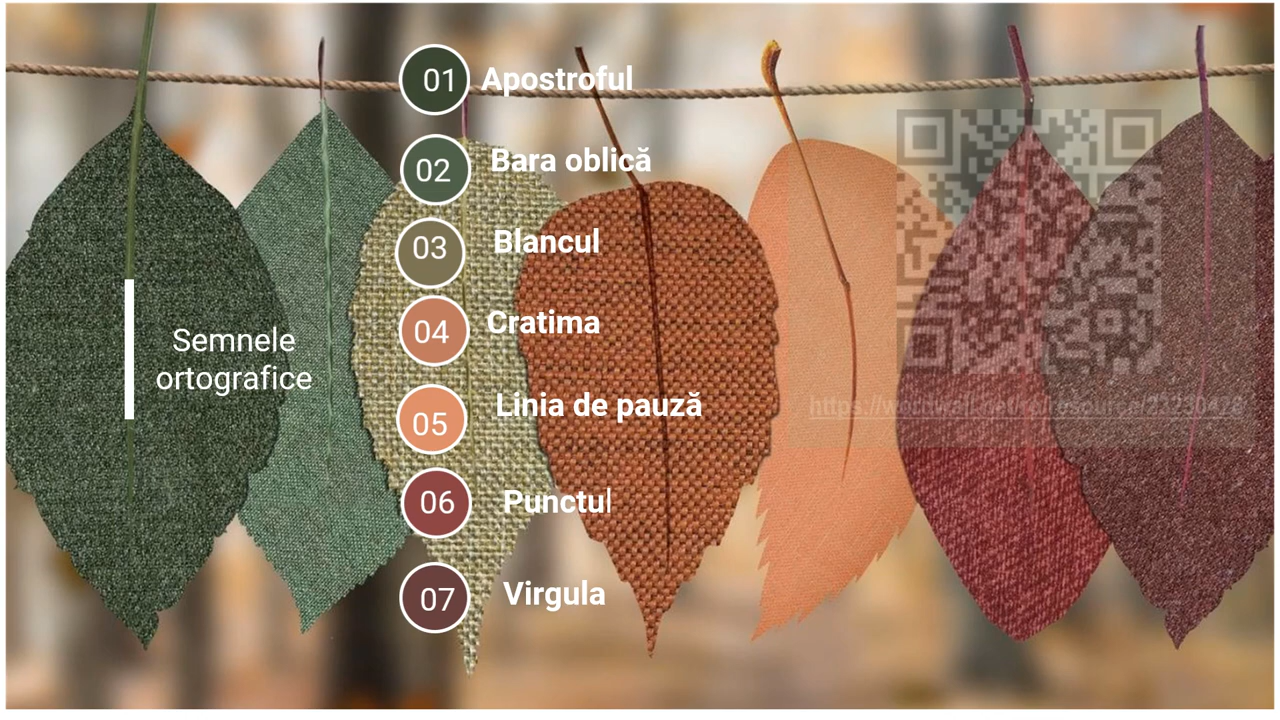 Semnele
ortografice
01 Apostroful
02 Bara oblică
03 Blancul
04 Cratima
05 Linia de pauză
06 Punctul
07 Virgula